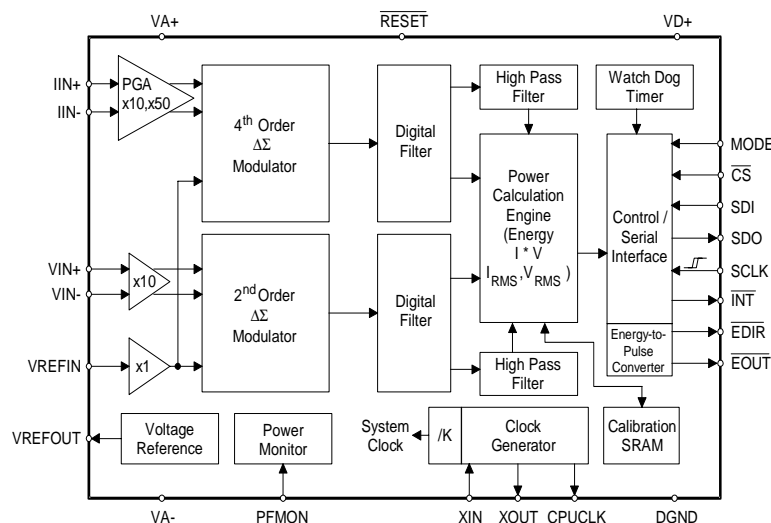 VA+
RESET
VD+
IIN+
IIN-
PGA
x10,x50
4th Order
ΔΣ
Modulator
Digital
Filter
High Pass
Filter
Watch Dog
Timer
Power
Calculation
Engine
(Energy
I * V
IRMS,VRMS )
Control /
Serial
Interface
MODE
CS
SDI
SDO
SCLK
INT
EDIR
EOUT
VIN+
VIN-
x10
2nd Order
ΔΣ
Modulator
Digital
Filter
High Pass
Filter
Energy-to-
Pulse
Converter
VREFIN
x1
VREFOUT
Voltage
Reference
Power
Monitor
System
Clock
/K
Clock
Generator
Calibration
SRAM
VA-
PFMON
XIN
XOUT
CPUCLK
DGND